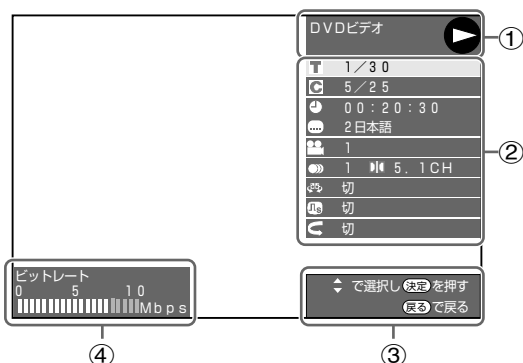 DVDビデオ
①
T 1／30
C 5／25
00：20：30
2日本語
②
1
1 5．1CH
切
切
切
ビットレート
0 5 10
Mbps
で選択し 決定 を押す
戻る で戻る
④
③